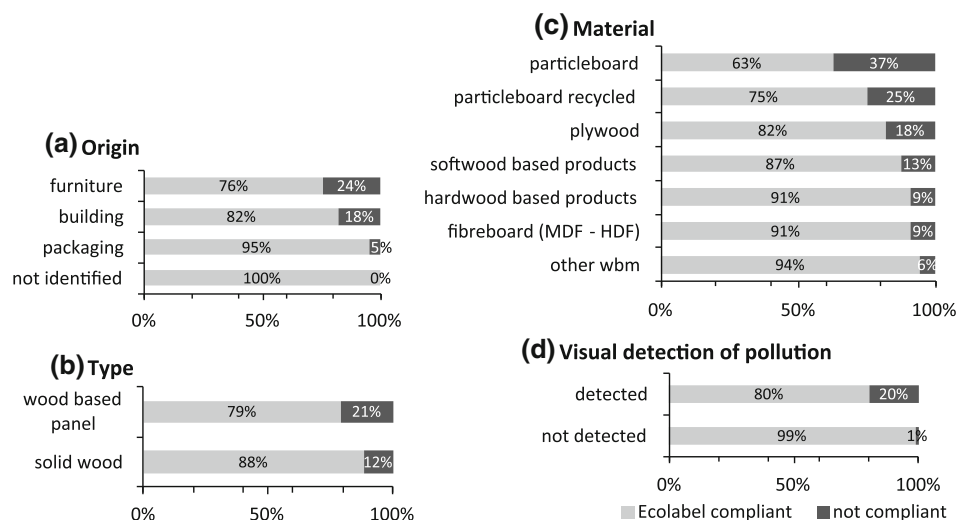 (a) Origin
furniture 76% 24%
building 82% 18%
packaging 95% 5%
not identified 100% 0%
0% 50% 100%
(b) Type
wood based
panel
79% 21%
solid wood 88% 12%
0% 50% 100%
(c) Material
particleboard 63% 37%
particleboard recycled 75% 25%
plywood 82% 18%
softwood based products 87% 13%
hardwood based products 91% 9%
fibreboard (MDF - HDF) 91% 9%
other wbm 94% 6%
0% 50% 100%
(d) Visual detection of pollution
detected 80% 20%
not detected 99% 1%
0% 50% 100%
Ecolabel compliant not compliant